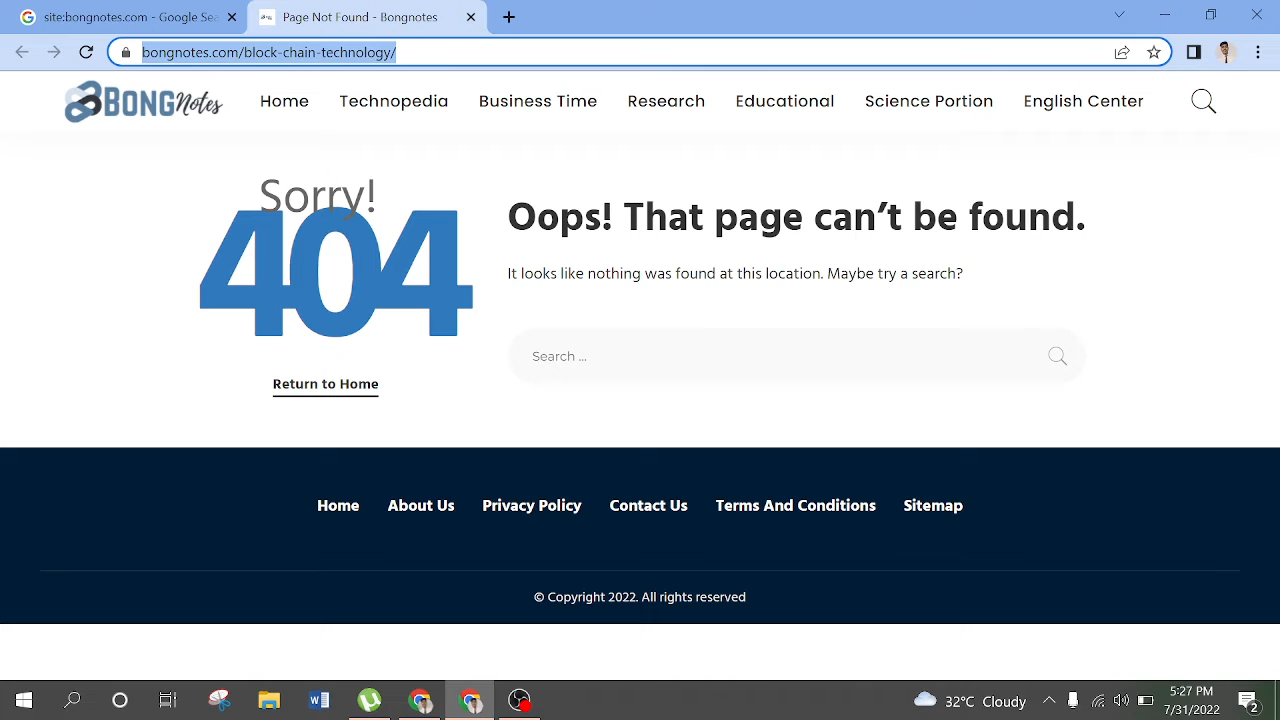 site:bongnotes.com - Bong Sea
Page Not Found - Bongnotes
bongnotes.com/block-chain-technology/
BONGNotes
Home
Technopedia
Business Time
Research
Educational
Science Portion
English Center
Sorry!
404
Oops! That page can’t be found.
It looks like nothing was found at this location. Maybe try a search?
Search ...
Return to Home
Home
About Us
Privacy Policy
Contact Us
Terms And Conditions
Sitemap
© Copyright 2022. All rights reserved
32°C Cloudy
5:27 PM
7/31/2022
2